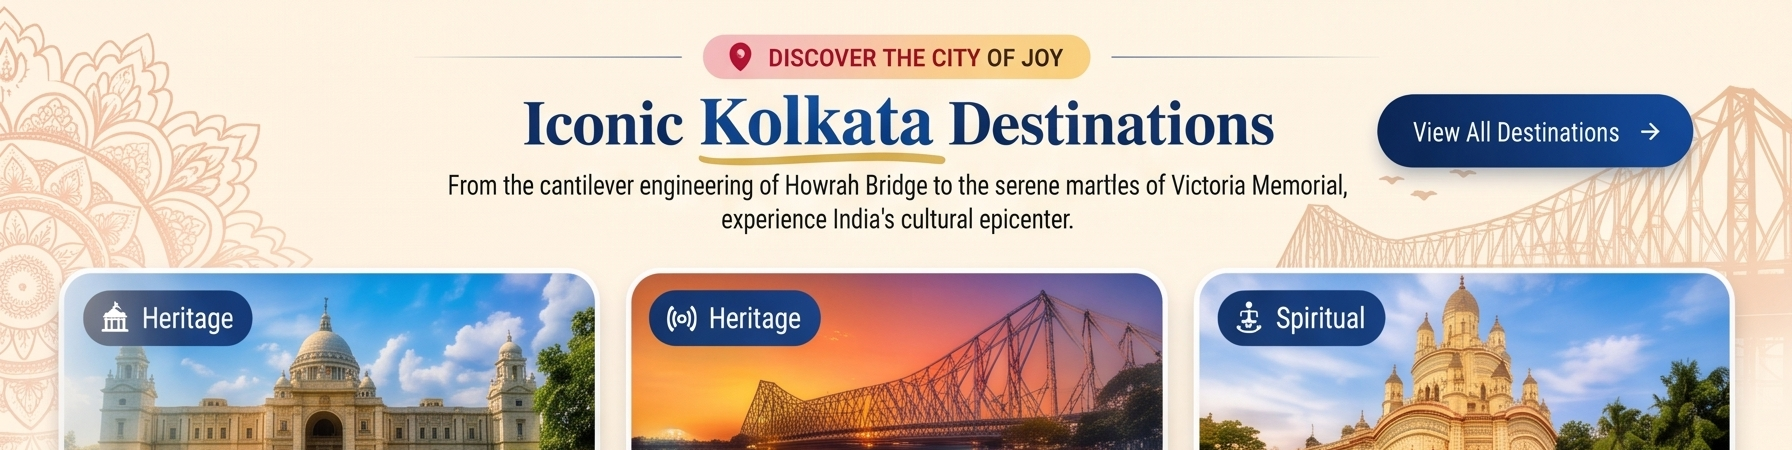 DISCOVER THE CITY OF JOY
Iconic Kolkata Destinations
View All Destinations →
From the cantilever engineering of Howrah Bridge to the serene martles of Victoria Memorial,
experience India's cultural epicenter.
Heritage
Heritage
Spiritual